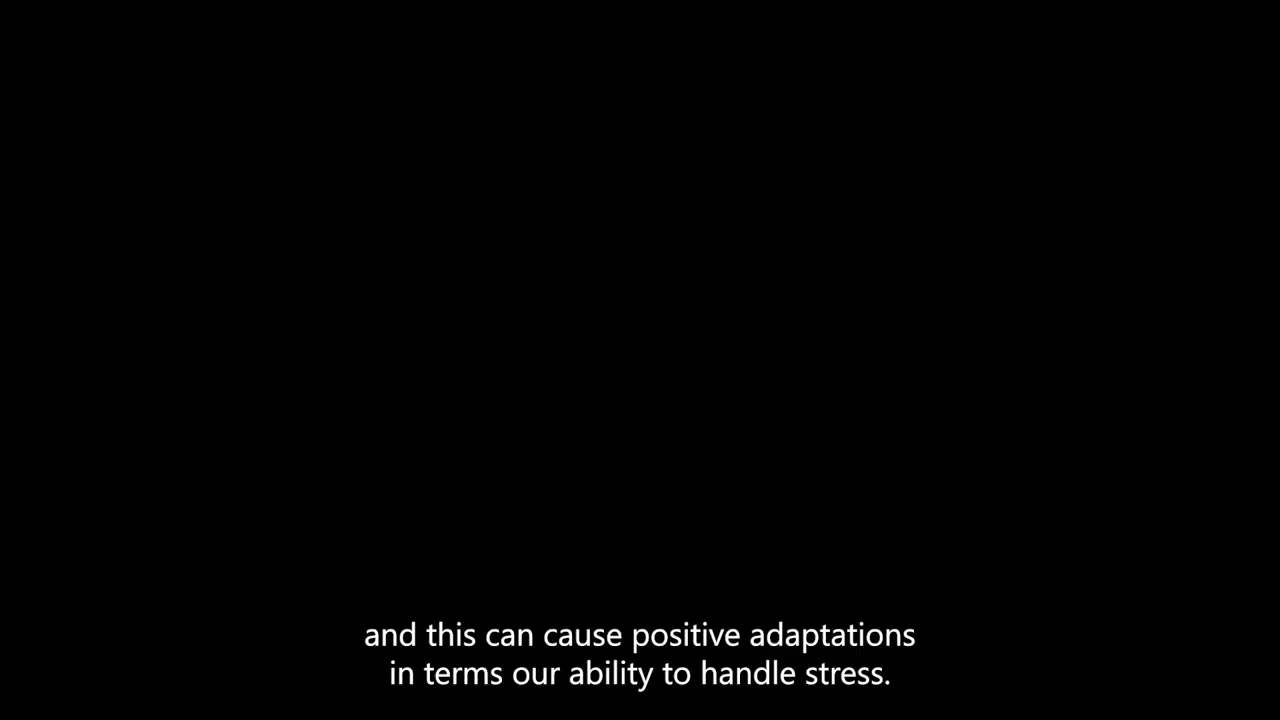 and this can cause positive adaptations
in terms our ability to handle stress.